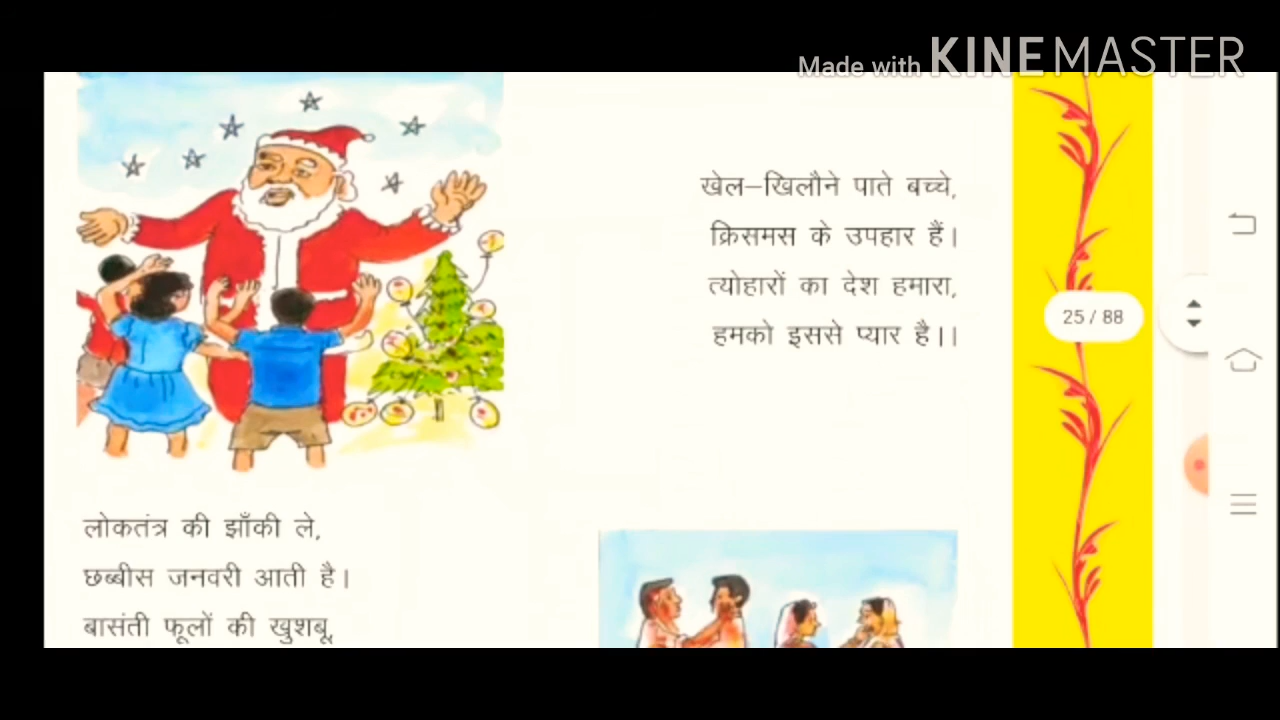 Made with KINEMASTER
खेल–खिलौने पाते बच्चे,
क्रिसमस के उपहार हैं।
त्योहारों का देश हमारा,
हमको इससे प्यार है।।
25 / 88
लोकतंत्र की झाँकी ले,
छब्बीस जनवरी आती है।
बासंती फूलों की खुशबू,